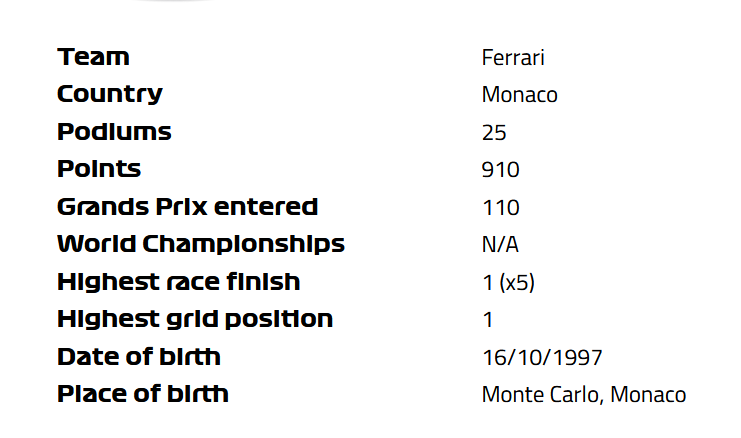 Team Ferrari
Country Monaco
Podiums 25
Points 910
Grands Prix entered 110
World Championships N/A
Highest race finish 1 (x5)
Highest grid position 1
Date of birth 16/10/1997
Place of birth Monte Carlo, Monaco